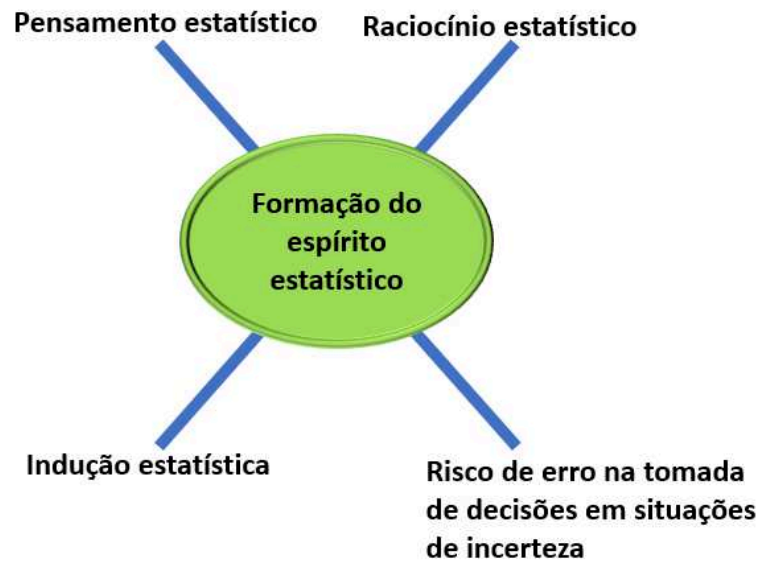 Pensamento estatístico
Raciocínio estatístico
Formação do
espírito
estatístico
Indução estatística
Risco de erro na tomada
de decisões em situações
de incerteza